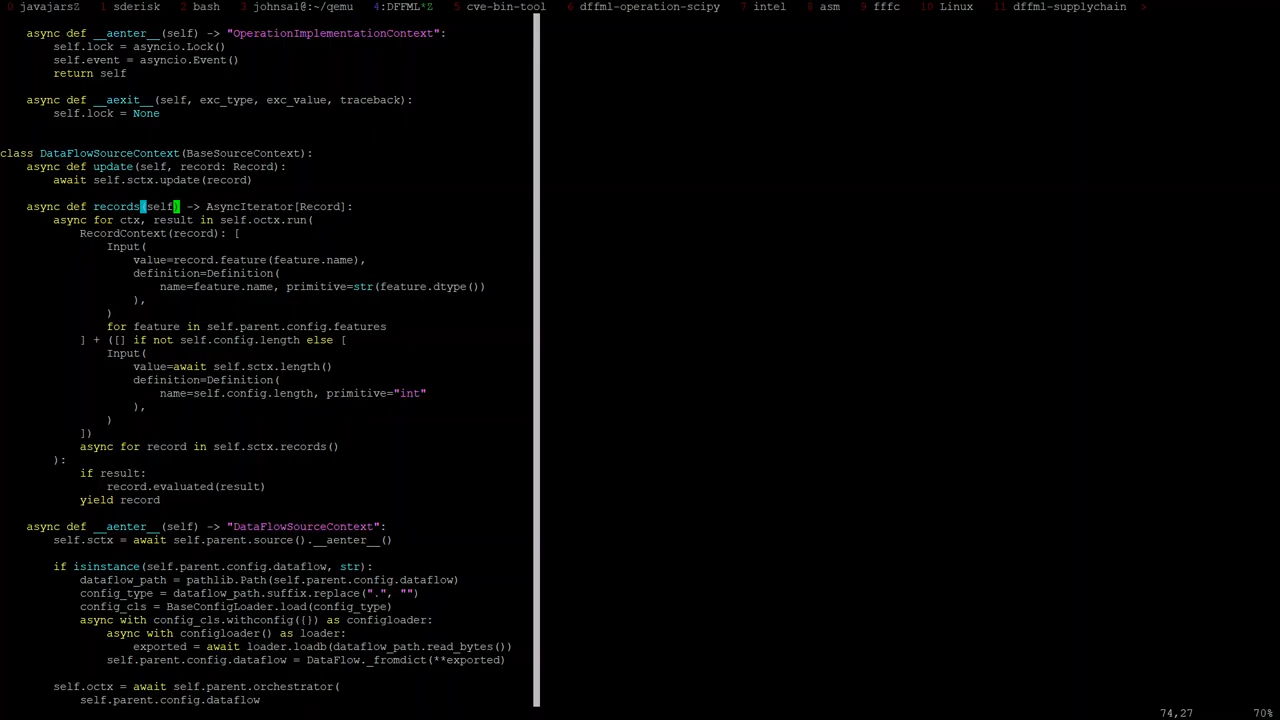 0 javajarsZ  1 sderisk  2 bash  3 johnsal@:~/qemu  4:DFFML*Z  5 cve-bin-tool  6 dffml-operation-scipy  7 intel  8 asm  9 fffc  10 Linux  11 dffml-supplychain  >
    async def __aenter__(self) -> "OperationImplementationContext":
        self.lock = asyncio.Lock()
        self.event = asyncio.Event()
        return self
    async def __aexit__(self, exc_type, exc_value, traceback):
        self.lock = None
class DataFlowSourceContext(BaseSourceContext):
    async def update(self, record: Record):
        await self.sctx.update(record)
    async def records(self) -> AsyncIterator[Record]:
        async for ctx, result in self.octx.run(
            RecordContext(record): [
                Input(
                    value=record.feature(feature.name),
                    definition=Definition(
                        name=feature.name, primitive=str(feature.dtype())
                    ),
                )
                for feature in self.parent.config.features
            ] + ([] if not self.config.length else [
                Input(
                    value=await self.sctx.length()
                    definition=Definition(
                        name=self.config.length, primitive="int"
                    ),
                )
            ])
            async for record in self.sctx.records()
        ):
            if result:
                record.evaluated(result)
            yield record
    async def __aenter__(self) -> "DataFlowSourceContext":
        self.sctx = await self.parent.source().__aenter__()
        if isinstance(self.parent.config.dataflow, str):
            dataflow_path = pathlib.Path(self.parent.config.dataflow)
            config_type = dataflow_path.suffix.replace(".", "")
            config_cls = BaseConfigLoader.load(config_type)
            async with config_cls.withconfig({}) as configloader:
                async with configloader() as loader:
                    exported = await loader.loadb(dataflow_path.read_bytes())
                self.parent.config.dataflow = DataFlow._fromdict(**exported)
        self.octx = await self.parent.orchestrator(
            self.parent.config.dataflow
74,27  70%